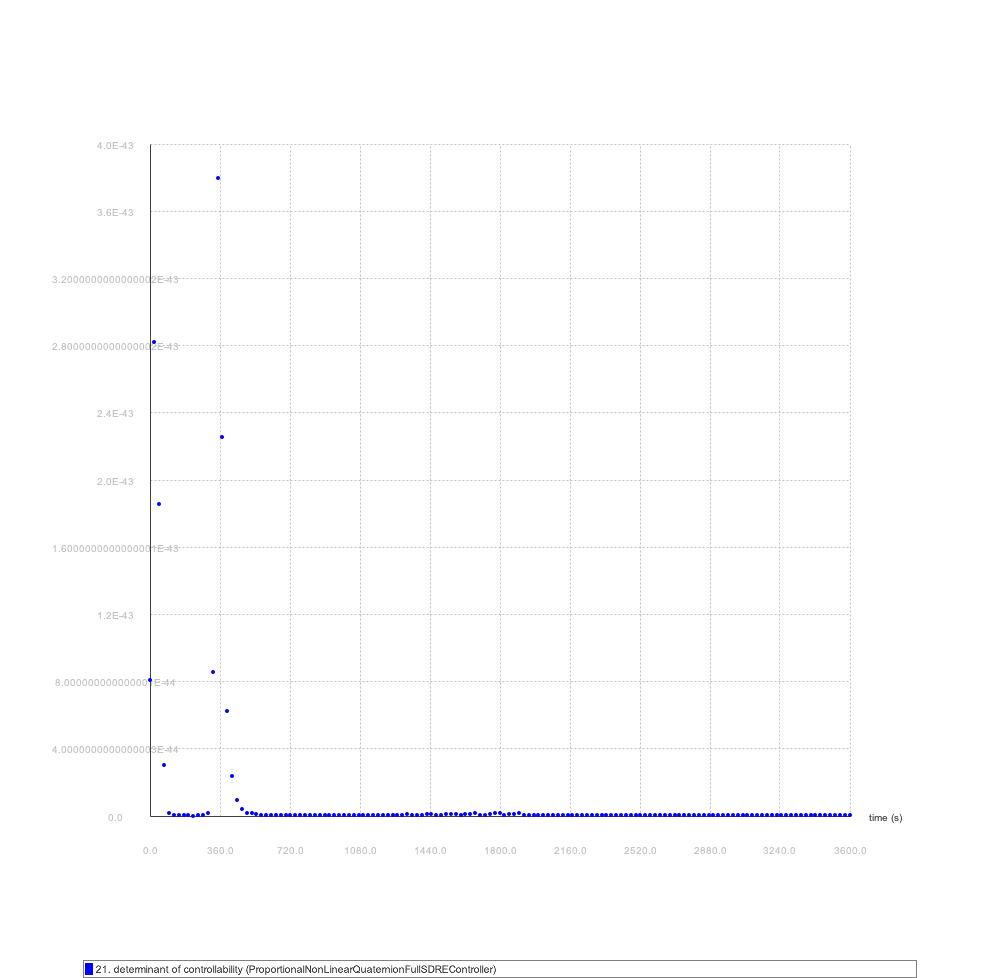 4.0E-43
3.6E-43
3.2000000000000002E-43
2.8000000000000002E-43
2.4E-43
2.0E-43
1.6000000000000001E-43
1.2E-43
8.000000000000001E-44
4.0000000000000003E-44
0.0
time (s)
0.0 360.0 720.0 1080.0 1440.0 1800.0 2160.0 2520.0 2880.0 3240.0 3600.0
21. determinant of controllability (ProportionalNonLinearQuaternionFullSDREController)